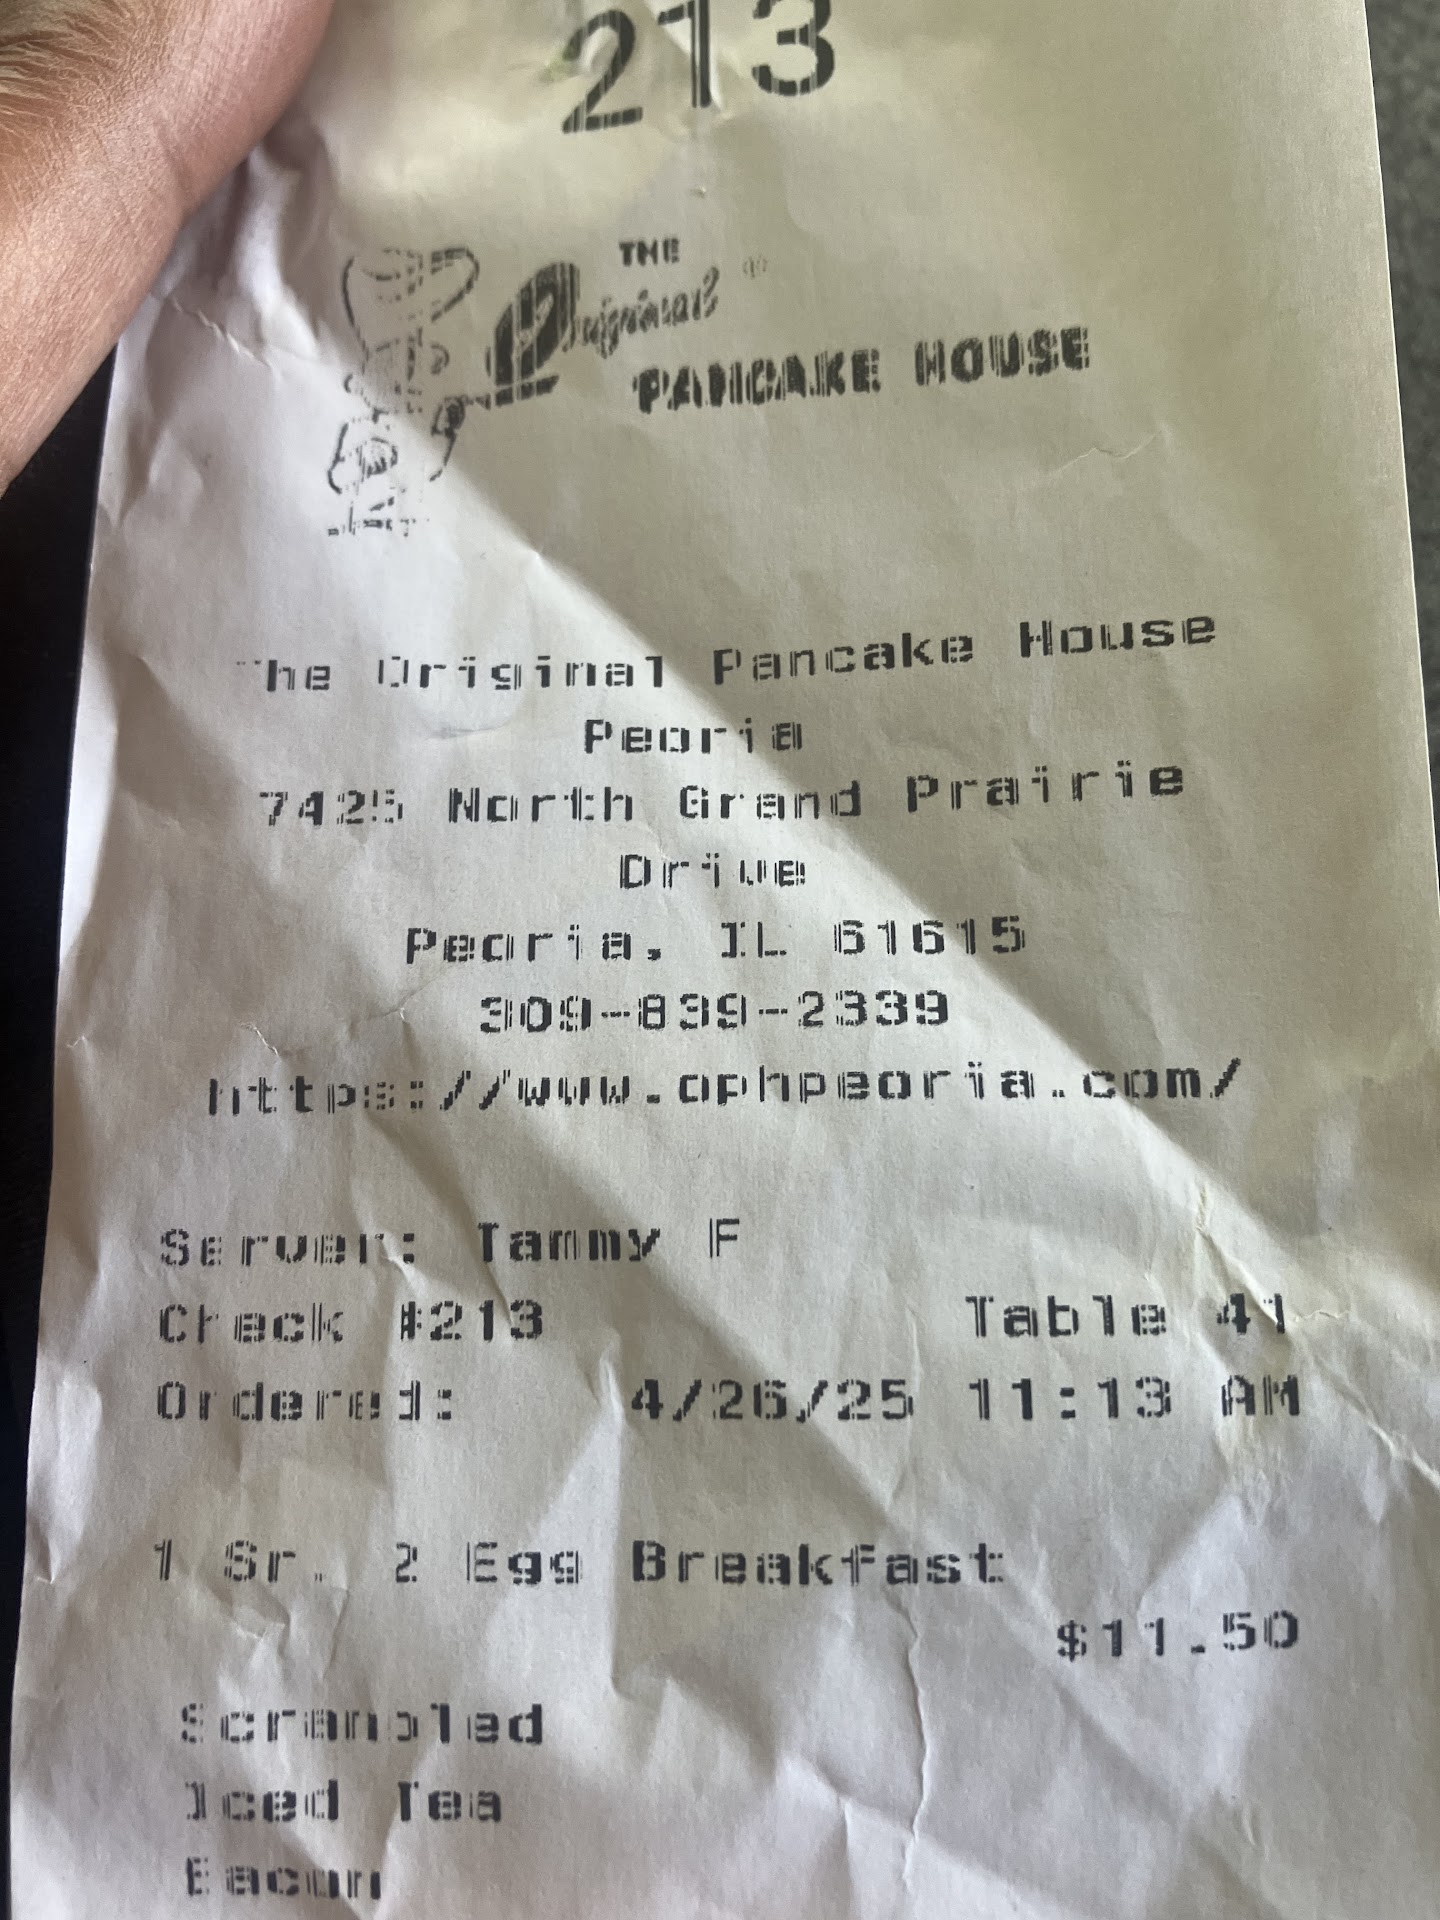 213
THE
Original ®
PANCAKE HOUSE
The Original Pancake House
Peoria
7425 North Grand Prairie
Drive
Peoria, IL 61615
309-839-2339
https://www.ophpeoria.com/
Server: Tammy F
Check #213 Table 41
Ordered: 4/26/25 11:13 AM
1 Sr. 2 Egg Breakfast
$11.50
Scrambled
Iced Tea
Bacon